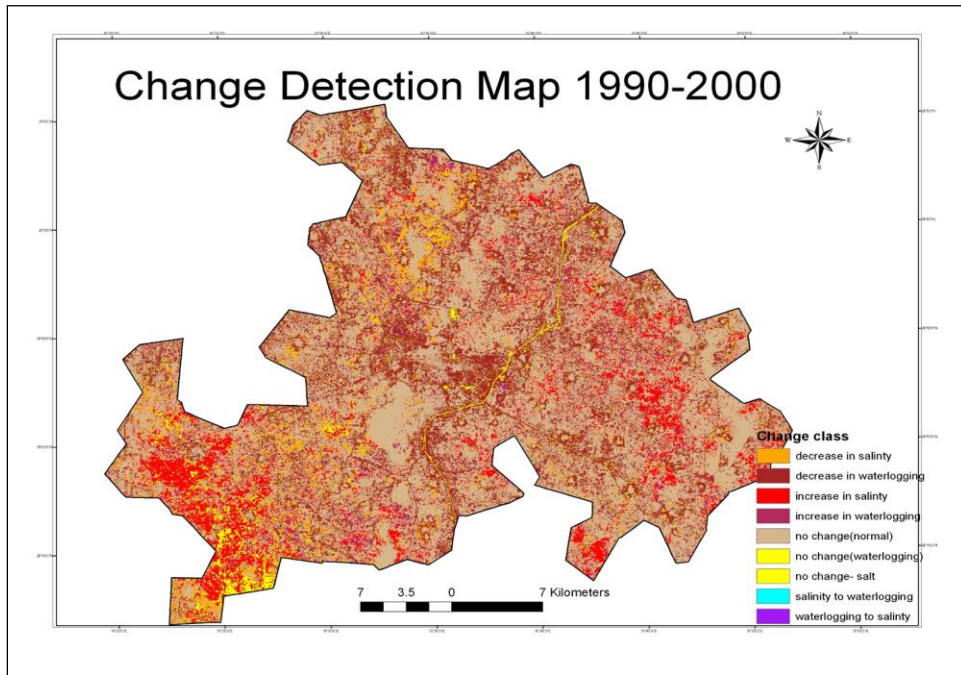 Change Detection Map 1990-2000
N
W E
S
Change class
decrease in salinity
decrease in waterlogging
increase in salinity
increase in waterlogging
no change(normal)
no change(waterlogging)
no change- salt
salinity to waterlogging
waterlogging to salinity
7 3.5 0 7 Kilometers